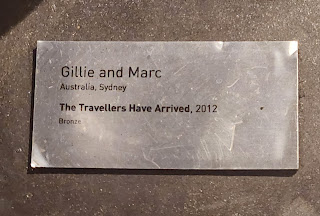 Gillie and Marc
Australia, Sydney
The Travellers Have Arrived, 2012
Bronze